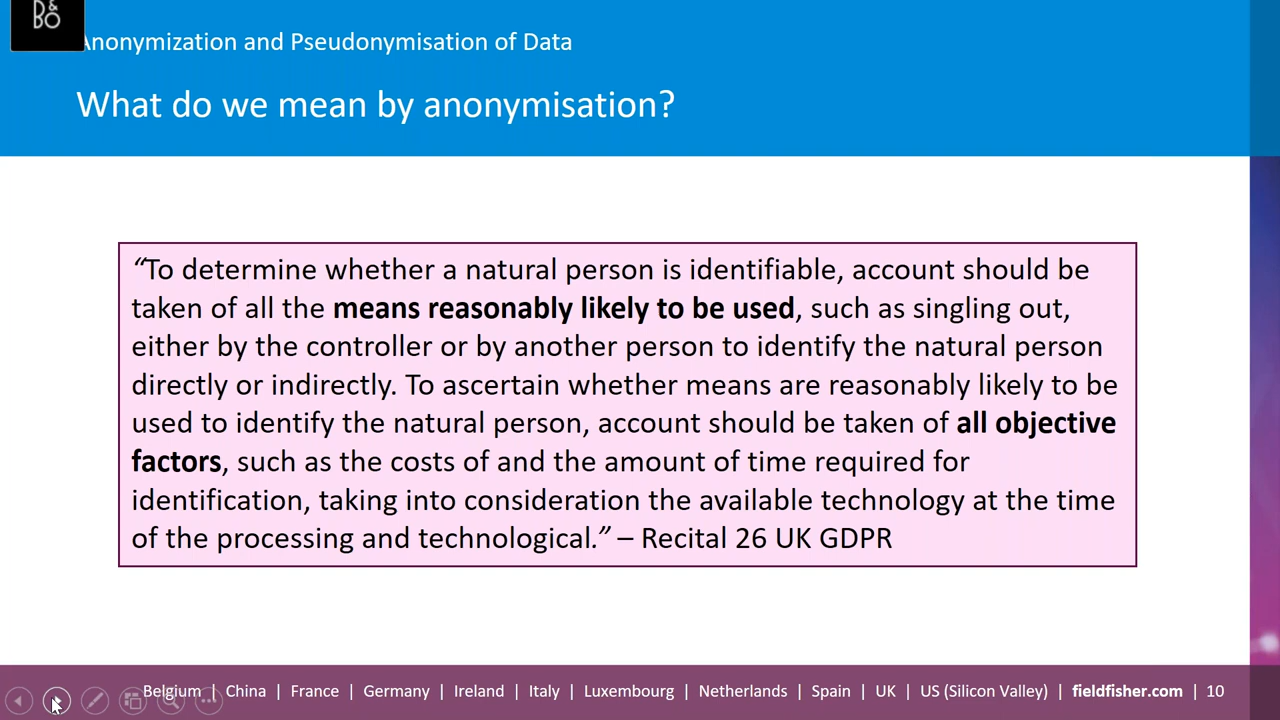 B&
BO
Anonymization and Pseudonymisation of Data
What do we mean by anonymisation?
“To determine whether a natural person is identifiable, account should be
taken of all the means reasonably likely to be used, such as singling out,
either by the controller or by another person to identify the natural person
directly or indirectly. To ascertain whether means are reasonably likely to be
used to identify the natural person, account should be taken of all objective
factors, such as the costs of and the amount of time required for
identification, taking into consideration the available technology at the time
of the processing and technological.” – Recital 26 UK GDPR
Belgium | China | France | Germany | Ireland | Italy | Luxembourg | Netherlands | Spain | UK | US (Silicon Valley) | fieldfisher.com | 10